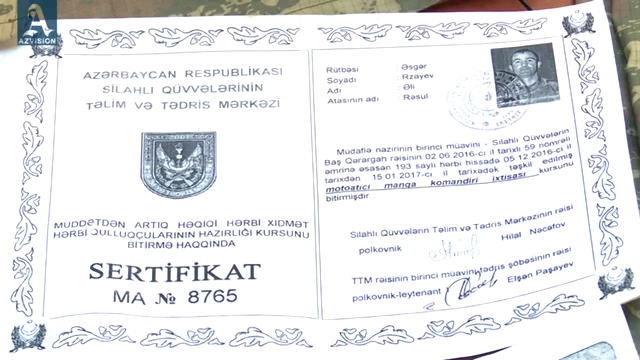 AZVISION
AZƏRBAYCAN RESPUBLİKASI
SİLAHLI QÜVVƏLƏRİNİN
TƏLİM VƏ TƏDRİS MƏRKƏZİ
MÜDDƏTDƏN ARTIQ HƏQİQİ HƏRBİ XİDMƏT
HƏRBİ QULLUQÇULARININ HAZIRLIĞI KURSUNU
BİTİRMƏ HAQQINDA
SERTİFİKAT
MA № 8765
Rütbəsi : Əsgər
Soyadı : Rzayev
Adı : Əli
Atasının adı : Rəsul
Müdafiə nazirinin birinci müavini - Silahlı Qüvvələrin
Baş Qərargah rəisinin 02.06.2016-cı il tarixli 59 nömrəli
əmrinə əsasən 193 saylı hərbi hissədə 05.12.2016-cı il
tarixdən 15.01.2017-ci il tarixədək təşkil edilmiş
motoatıcı manqa komandiri ixtisası kursunu
bitirmişdir.
Silahlı Qüvvələrin Təlim və Tədris Mərkəzinin rəisi
polkovnik Hilal Nəcəfov
TTM rəisinin birinci müavini tədris şöbəsinin rəisi
polkovnik-leytenant Elşən Paşayev